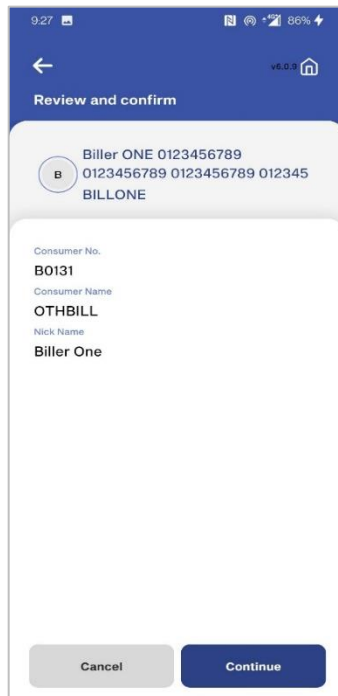 9:27 86%
v6.0.9
Review and confirm
B
Biller ONE 0123456789
0123456789 0123456789 012345
BILLONE
Consumer No.
B0131
Consumer Name
OTHBILL
Nick Name
Biller One
Cancel Continue